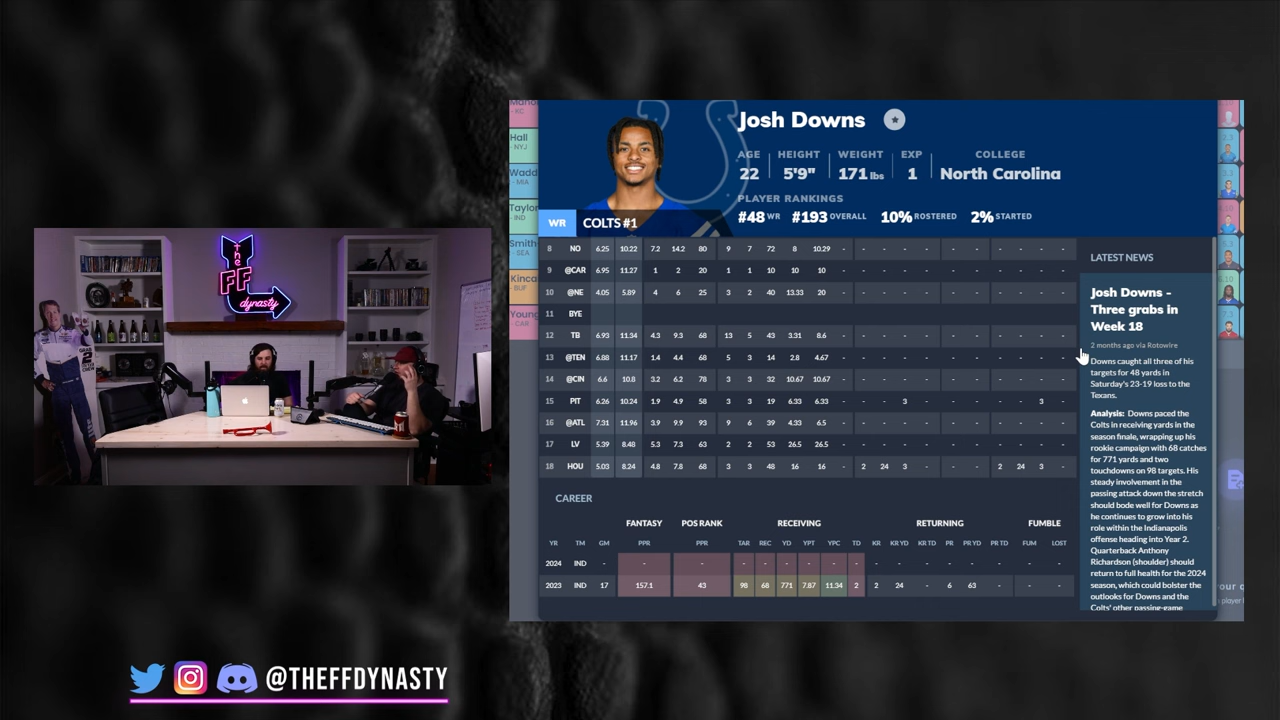 The
FF
dynasty
- KC
Hall
- NYJ
Wadd
- MIA
Taylor
- IND
Smith
- SEA
Kinca
- BUF
Young
- CAR
Josh Downs
AGE HEIGHT WEIGHT EXP COLLEGE
22 5'9" 171 lbs 1 North Carolina
PLAYER RANKINGS
#48 WR #193 OVERALL 10% ROSTERED 2% STARTED
WR COLTS #1
8 NO 6.25 10.22 7.2 14.2 80 9 7 72 8 10.29 - - - - - - - - - - -
9 @CAR 6.95 11.27 1 2 20 1 1 10 10 10 - - - - - - - - - - -
10 @NE 4.05 5.89 4 6 25 3 2 40 13.33 20 - - - - - - - - - - -
11 BYE
12 TB 6.93 11.34 4.3 9.3 68 13 5 43 3.31 8.6 - - - - - - - - - - -
13 @TEN 6.88 11.17 1.4 4.4 68 5 3 14 2.8 4.67 - - - - - - - - - - -
14 @CIN 6.6 10.8 3.2 6.2 78 3 3 32 10.67 10.67 - - - - - - - - - - -
15 PIT 6.26 10.24 1.9 4.9 58 3 3 19 6.33 6.33 - - - 3 - - - - - 3 -
16 @ATL 7.31 11.96 3.9 9.9 93 9 6 39 4.33 6.5 - - - - - - - - - - -
17 LV 5.39 8.48 5.3 7.3 63 2 2 53 26.5 26.5 - - - - - - - - - - -
18 HOU 5.03 8.24 4.8 7.8 68 3 3 48 16 16 - 2 24 3 - - - 2 24 3 -
CAREER
FANTASY POS RANK RECEIVING RETURNING FUMBLE
YR TM GM PPR PPR TAR REC YD YPT YPC TD KR KR YD KR TD PR PR YD PR TD FUM LOST
2024 IND - - - - - - - - - - - - - - - - -
2023 IND 17 157.1 43 98 68 771 7.87 11.34 2 2 24 - 6 63 - - -
LATEST NEWS
Josh Downs -
Three grabs in
Week 18
2 months ago via Rotowire
Downs caught all three of his
targets for 48 yards in
Saturday's 23-19 loss to the
Texans.
Analysis: Downs paced the
Colts in receiving yards in the
season finale, wrapping up his
rookie campaign with 68 catches
for 771 yards and two
touchdowns on 98 targets. His
steady involvement in the
passing attack down the stretch
should bode well for Downs as
he continues to grow into his
role within the Indianapolis
offense heading into Year 2.
Quarterback Anthony
Richardson (shoulder) should
return to full health for the 2024
season, which could bolster the
outlooks for Downs and the
Colts' other passing-game
@THEFFDYNASTY